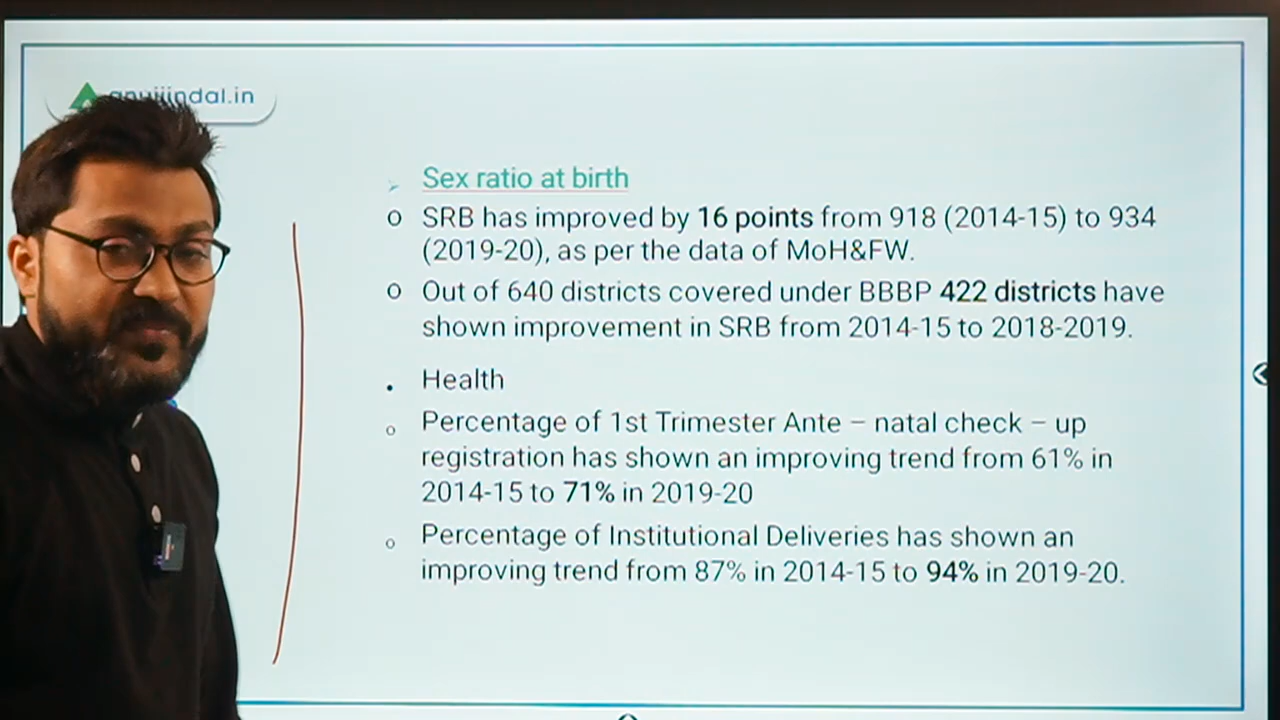 anujjindal.in
Sex ratio at birth
SRB has improved by 16 points from 918 (2014-15) to 934
(2019-20), as per the data of MoH&FW.
Out of 640 districts covered under BBBP 422 districts have
shown improvement in SRB from 2014-15 to 2018-2019.
Health
Percentage of 1st Trimester Ante – natal check – up
registration has shown an improving trend from 61% in
2014-15 to 71% in 2019-20
Percentage of Institutional Deliveries has shown an
improving trend from 87% in 2014-15 to 94% in 2019-20.